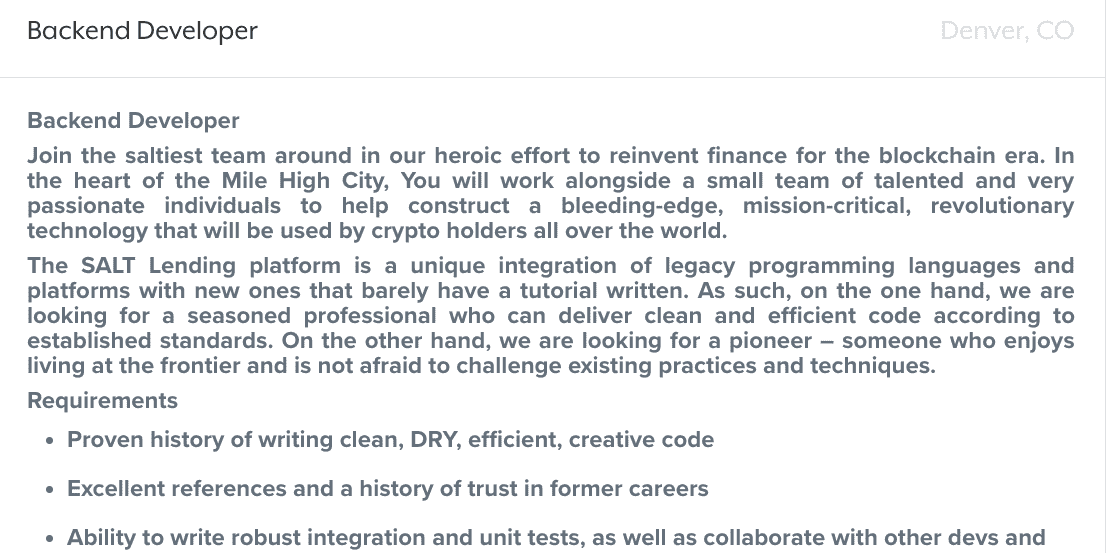 Backend Developer
Denver, CO
Backend Developer
Join the saltiest team around in our heroic effort to reinvent finance for the blockchain era. In
the heart of the Mile High City, You will work alongside a small team of talented and very
passionate individuals to help construct a bleeding-edge, mission-critical, revolutionary
technology that will be used by crypto holders all over the world.
The SALT Lending platform is a unique integration of legacy programming languages and
platforms with new ones that barely have a tutorial written. As such, on the one hand, we are
looking for a seasoned professional who can deliver clean and efficient code according to
established standards. On the other hand, we are looking for a pioneer – someone who enjoys
living at the frontier and is not afraid to challenge existing practices and techniques.
Requirements
• Proven history of writing clean, DRY, efficient, creative code
• Excellent references and a history of trust in former careers
• Ability to write robust integration and unit tests, as well as collaborate with other devs and